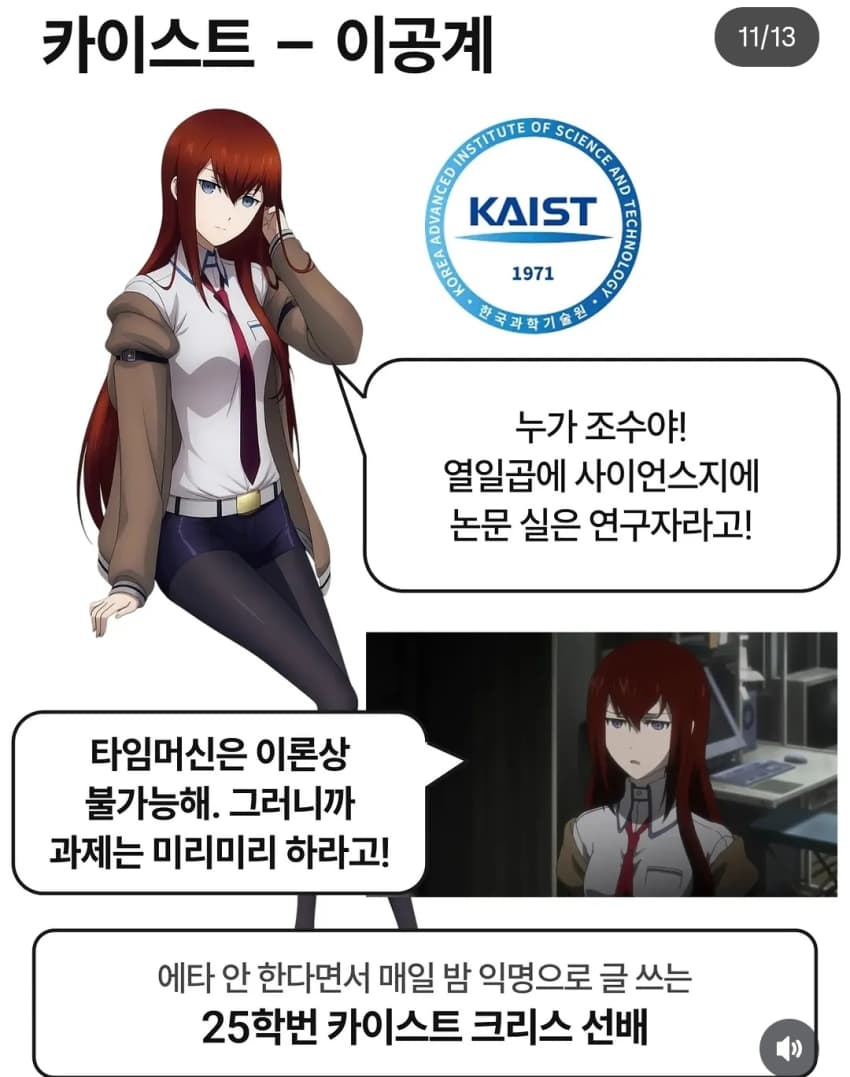 카이스트 – 이공계
11/13
KOREA ADVANCED INSTITUTE OF SCIENCE AND TECHNOLOGY
KAIST
1971
한국과학기술원
누가 조수야!
열일곱에 사이언스지에
논문 실은 연구자라고!
타임머신은 이론상
불가능해. 그러니까
과제는 미리미리 하라고!
에타 안 한다면서 매일 밤 익명으로 글 쓰는
25학번 카이스트 크리스 선배